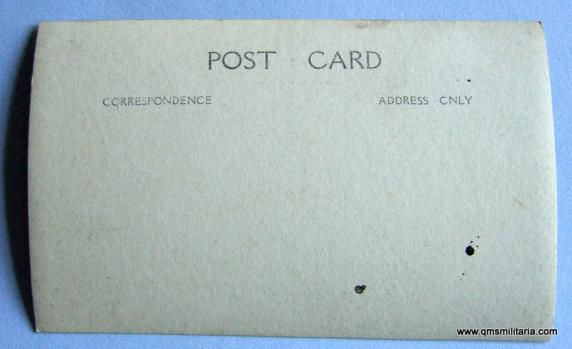 POST CARD
CORRESPONDENCE ADDRESS ONLY
www.qmsmilitaria.com